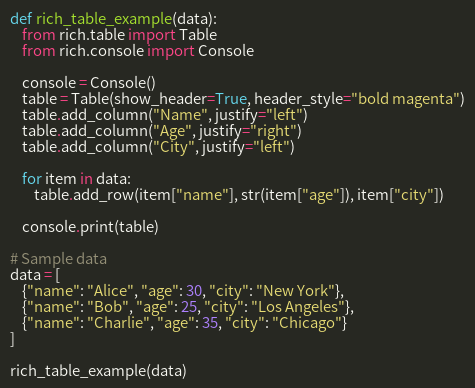 def rich_table_example(data):
    from rich.table import Table
    from rich.console import Console

    console = Console()
    table = Table(show_header=True, header_style="bold magenta")
    table.add_column("Name", justify="left")
    table.add_column("Age", justify="right")
    table.add_column("City", justify="left")

    for item in data:
        table.add_row(item["name"], str(item["age"]), item["city"])

    console.print(table)

# Sample data
data = [
    {"name": "Alice", "age": 30, "city": "New York"},
    {"name": "Bob", "age": 25, "city": "Los Angeles"},
    {"name": "Charlie", "age": 35, "city": "Chicago"}
]

rich_table_example(data)